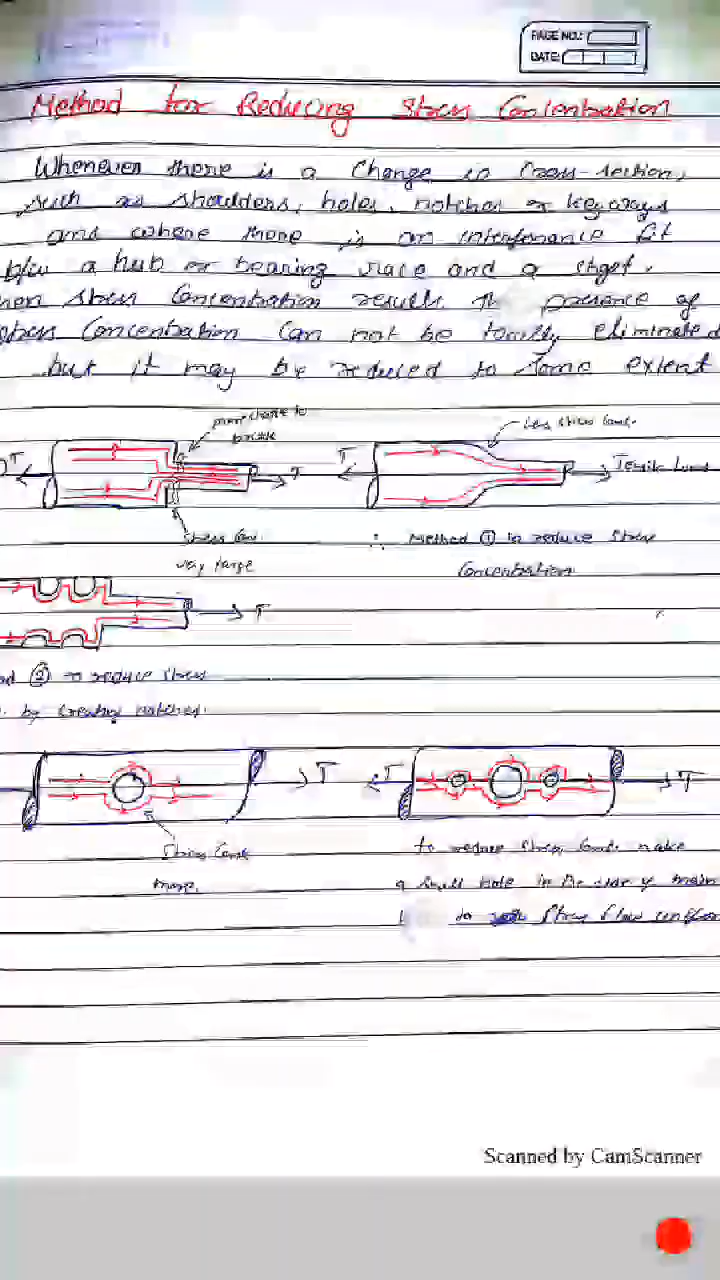 PAGE NO.:
DATE:
Method for Reducing Stress Concentration
Whenever there is a Change in Cross-section,
such as shoulders, holes, notches or keyways
and where there is an interference fit
b/w a hub or bearing race and a shaft,
stress Concentration results. The presence of
stress Concentration Can not be totally eliminated
but it may be reduced to some extent
more chance to
T
less stress Conc.
T
T
Tensile Load
Stress Con.
very large
∴ Method ① to reduce Stress
Concentration
T
② to reduce stress
by creating notches.
T
T
T
Stress Conc.
more.
to reduce Stress Conc. make
a small hole in the side of main
to Stress flow
Scanned by CamScanner